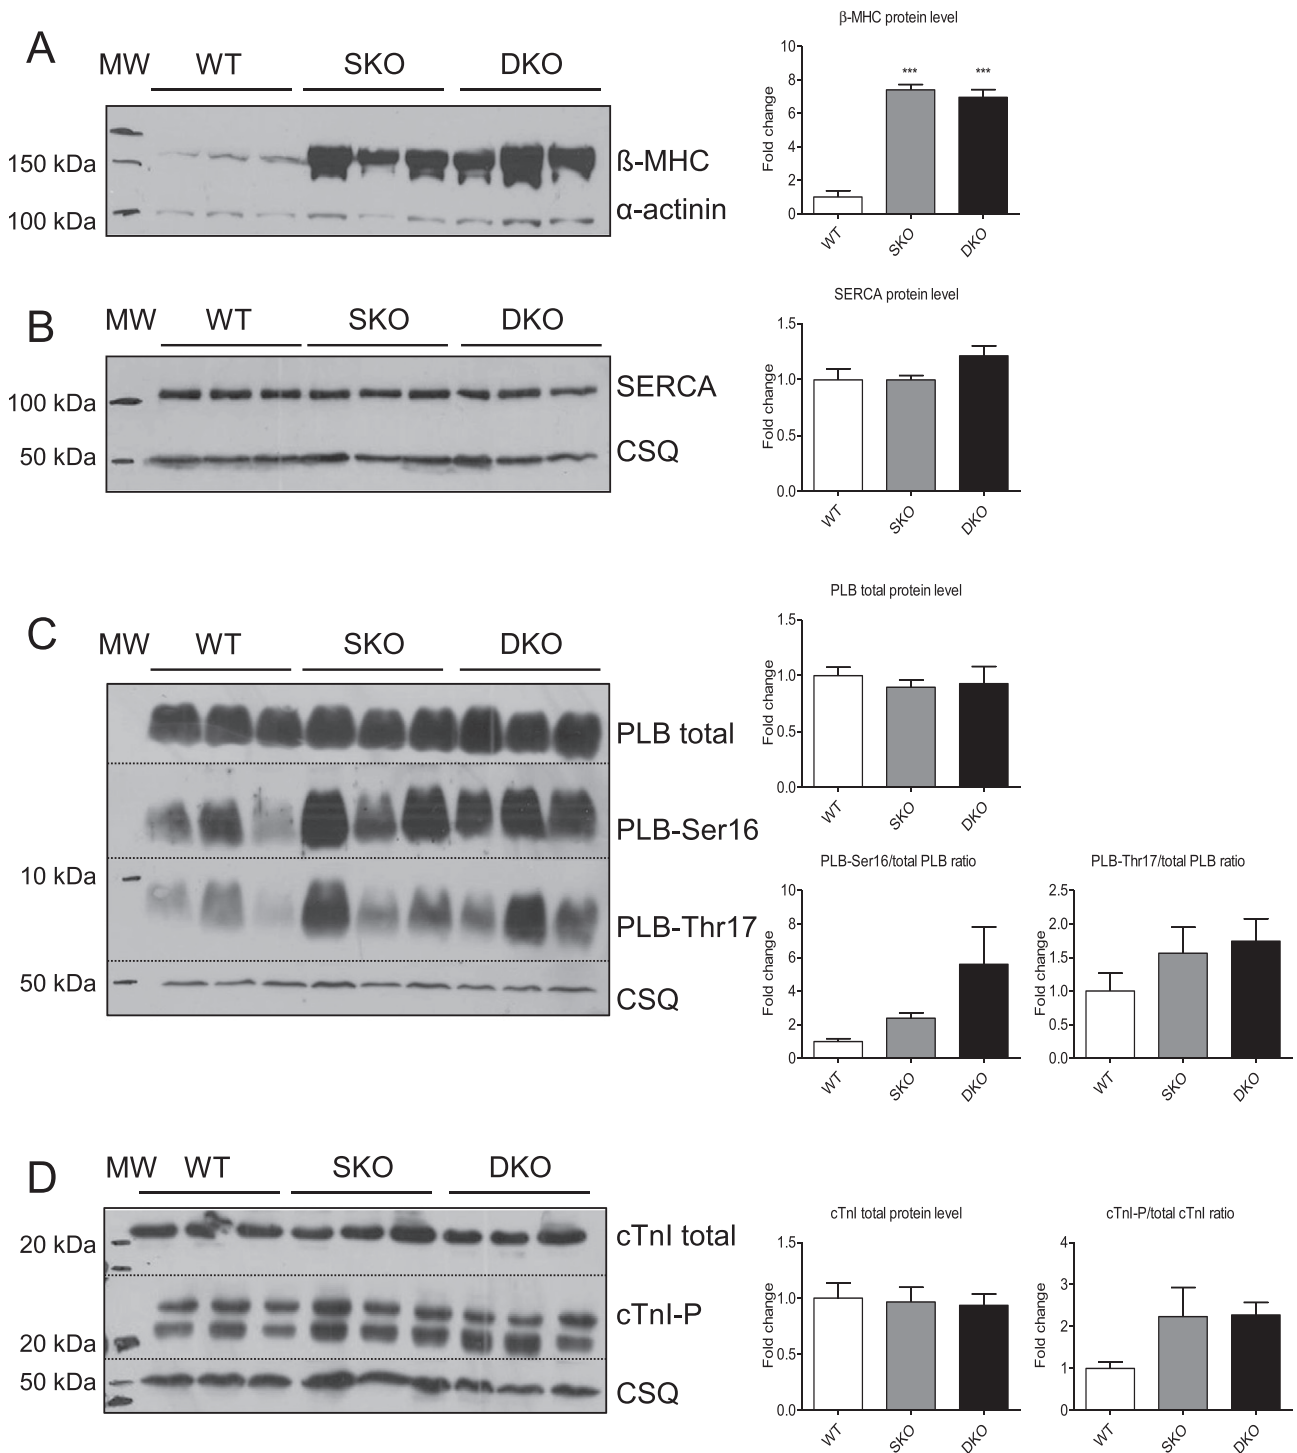 A
MW WT SKO DKO
150 kDa
100 kDa
ß-MHC
α-actinin
β-MHC protein level
Fold change
10
8
6
4
2
0
*** ***
WT SKO DKO
B
MW WT SKO DKO
100 kDa
50 kDa
SERCA
CSQ
SERCA protein level
Fold change
1.5
1.0
0.5
0.0
WT SKO DKO
C
MW WT SKO DKO
10 kDa
50 kDa
PLB total
PLB-Ser16
PLB-Thr17
CSQ
PLB total protein level
Fold change
1.5
1.0
0.5
0.0
WT SKO DKO
PLB-Ser16/total PLB ratio
Fold change
10
8
6
4
2
0
WT SKO DKO
PLB-Thr17/total PLB ratio
Fold change
2.5
2.0
1.5
1.0
0.5
0.0
WT SKO DKO
D
MW WT SKO DKO
20 kDa
20 kDa
50 kDa
cTnI total
cTnI-P
CSQ
cTnI total protein level
Fold change
1.5
1.0
0.5
0.0
WT SKO DKO
cTnI-P/total cTnI ratio
Fold change
4
3
2
1
0
WT SKO DKO